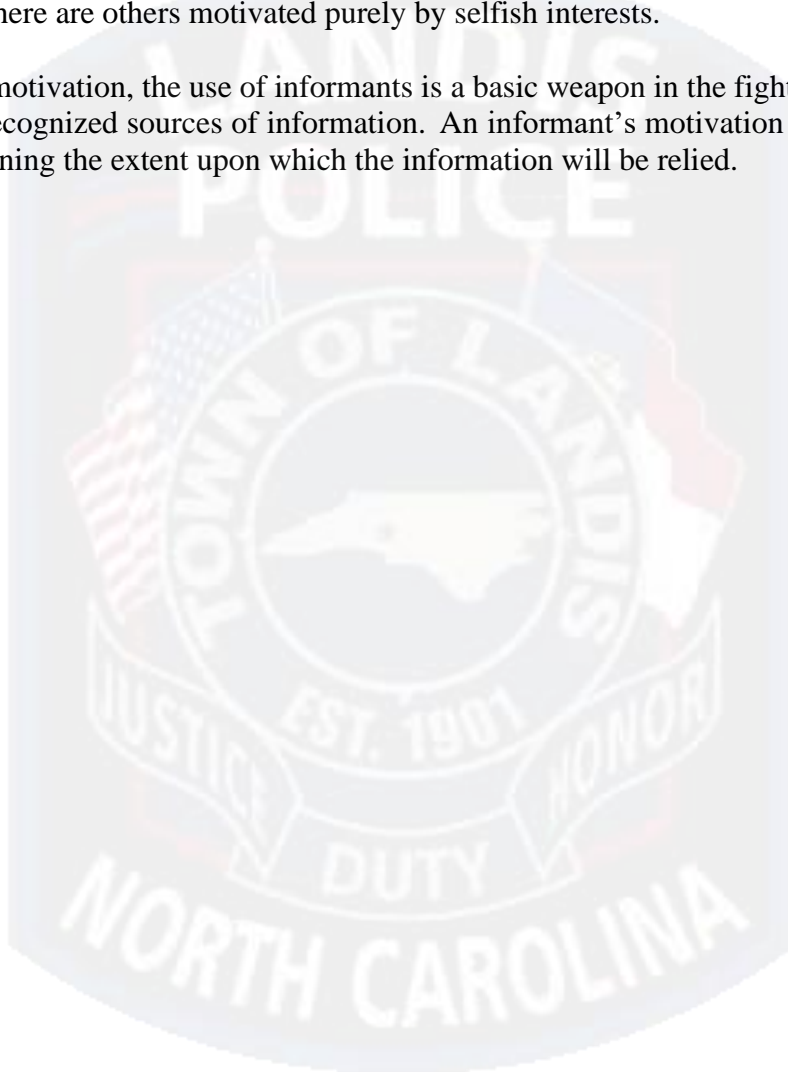 here are others motivated purely by selfish interests.
motivation, the use of informants is a basic weapon in the fight
ecognized sources of information. An informant's motivation
ning the extent upon which the information will be relied.
LANDIS
POLICE
TOWN OF LANDIS
EST. 1901
JUSTICE
DUTY
HONOR
NORTH CAROLINA